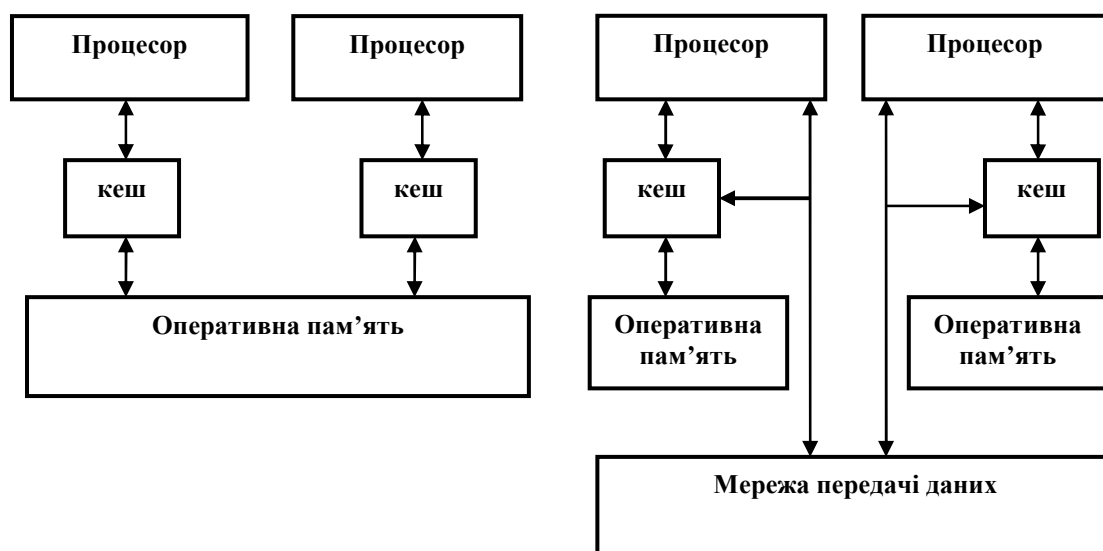 Процесор
Процесор
Процесор
Процесор
кеш
кеш
кеш
кеш
Оперативна пам’ять
Оперативна
пам’ять
Оперативна
пам’ять
Мережа передачі даних